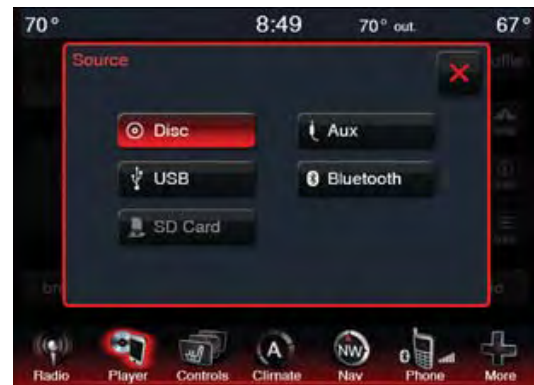 70° 8:49 70° out. 67°
Source
Disc Aux
USB Bluetooth
SD Card
A NW
Radio Player Controls Climate Nav Phone More